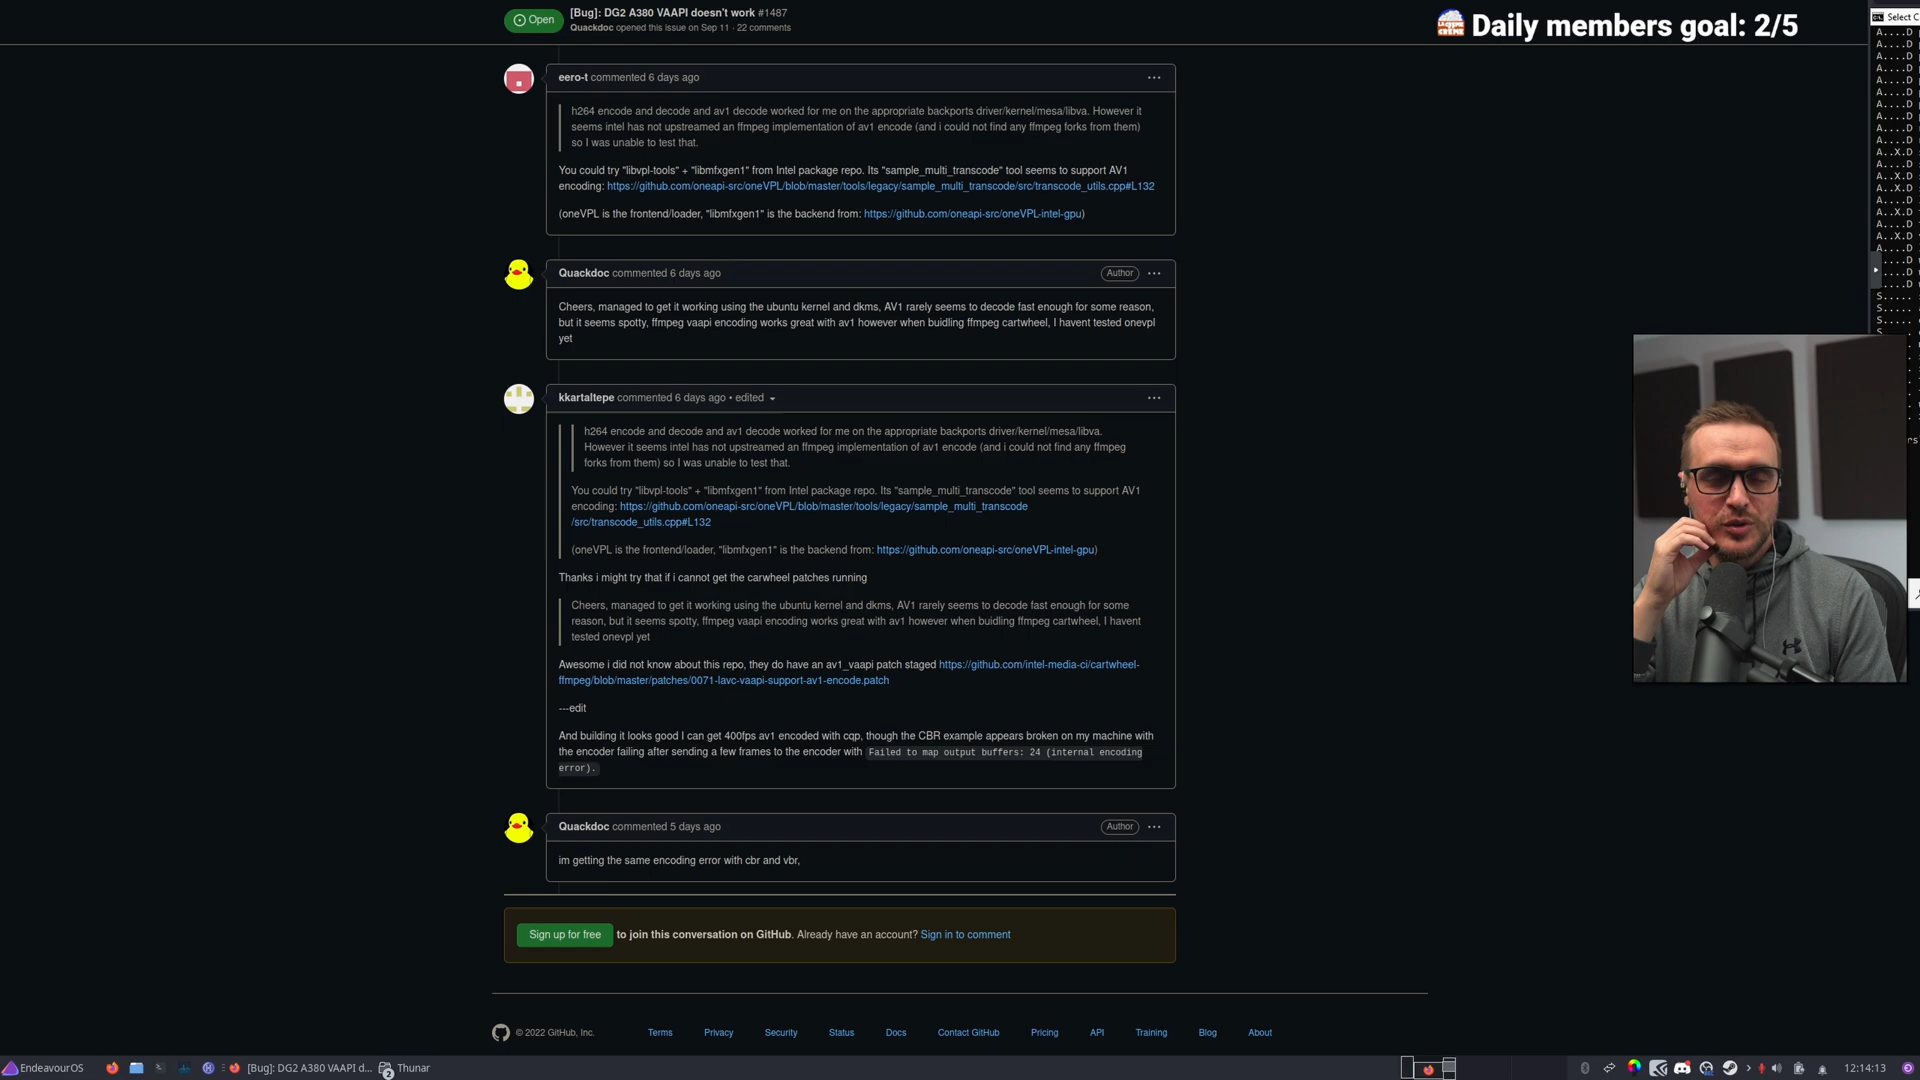 Open
[Bug]: DG2 A380 VAAPI doesn't work #1487
Quackdoc opened this issue on Sep 11 · 22 comments
Daily members goal: 2/5
Select C
eero-t commented 6 days ago
h264 encode and decode and av1 decode worked for me on the appropriate backports driver/kernel/mesa/libva. However it
seems intel has not upstreamed an ffmpeg implementation of av1 encode (and i could not find any ffmpeg forks from them)
so I was unable to test that.
You could try "libvpl-tools" + "libmfxgen1" from Intel package repo. Its "sample_multi_transcode" tool seems to support AV1
encoding: https://github.com/oneapi-src/oneVPL/blob/master/tools/legacy/sample_multi_transcode/src/transcode_utils.cpp#L132
(oneVPL is the frontend/loader, "libmfxgen1" is the backend from: https://github.com/oneapi-src/oneVPL-intel-gpu)
Quackdoc commented 6 days ago
Author
Cheers, managed to get it working using the ubuntu kernel and dkms, AV1 rarely seems to decode fast enough for some reason,
but it seems spotty, ffmpeg vaapi encoding works great with av1 however when buidling ffmpeg cartwheel, I havent tested onevpl
yet
kkartaltepe commented 6 days ago • edited
h264 encode and decode and av1 decode worked for me on the appropriate backports driver/kernel/mesa/libva.
However it seems intel has not upstreamed an ffmpeg implementation of av1 encode (and i could not find any ffmpeg
forks from them) so I was unable to test that.
You could try "libvpl-tools" + "libmfxgen1" from Intel package repo. Its "sample_multi_transcode" tool seems to support AV1
encoding: https://github.com/oneapi-src/oneVPL/blob/master/tools/legacy/sample_multi_transcode
/src/transcode_utils.cpp#L132
(oneVPL is the frontend/loader, "libmfxgen1" is the backend from: https://github.com/oneapi-src/oneVPL-intel-gpu)
Thanks i might try that if i cannot get the carwheel patches running
Cheers, managed to get it working using the ubuntu kernel and dkms, AV1 rarely seems to decode fast enough for some
reason, but it seems spotty, ffmpeg vaapi encoding works great with av1 however when buidling ffmpeg cartwheel, I havent
tested onevpl yet
Awesome i did not know about this repo, they do have an av1_vaapi patch staged https://github.com/intel-media-ci/cartwheel-
ffmpeg/blob/master/patches/0071-lavc-vaapi-support-av1-encode.patch
---edit
And building it looks good I can get 400fps av1 encoded with cqp, though the CBR example appears broken on my machine with
the encoder failing after sending a few frames to the encoder with Failed to map output buffers: 24 (internal encoding
error).
Quackdoc commented 5 days ago
Author
im getting the same encoding error with cbr and vbr,
Sign up for free to join this conversation on GitHub. Already have an account? Sign in to comment
© 2022 GitHub, Inc.
Terms
Privacy
Security
Status
Docs
Contact GitHub
Pricing
API
Training
Blog
About
EndeavourOS
[Bug]: DG2 A380 VAAPI d...
2
Thunar
12:14:13